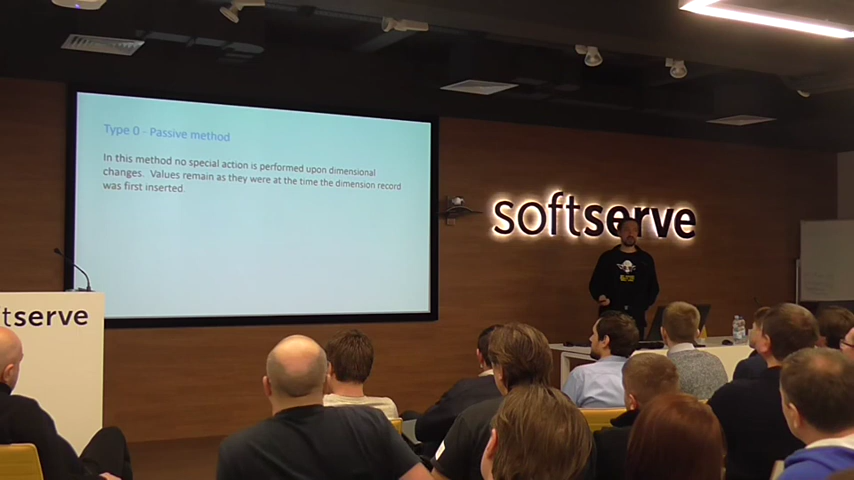 Type 0 - Passive method
In this method no special action is performed upon dimensional
changes. Values remain as they were at the time the dimension record
was first inserted.
softserve
tserve